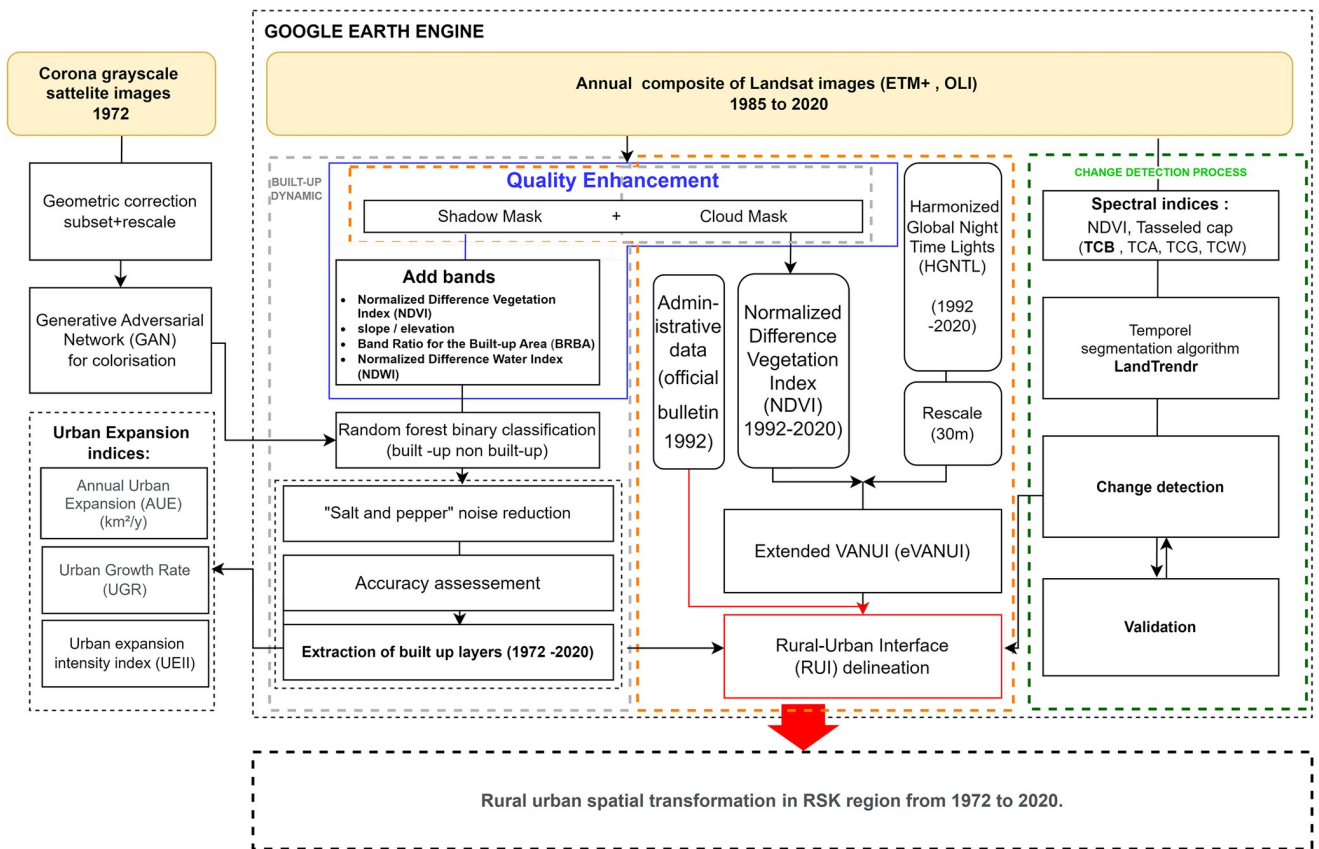 GOOGLE EARTH ENGINE
Corona grayscale
sattelite images
1972
Annual composite of Landsat images (ETM+ , OLI)
1985 to 2020
Geometric correction
subset+rescale
Generative Adversarial
Network (GAN)
for colorisation
Urban Expansion
indices:
Annual Urban
Expansion (AUE)
(km²/y)
Urban Growth Rate
(UGR)
Urban expansion
intensity index (UEII)
BUILT-UP
DYNAMIC
Quality Enhancement
Shadow Mask + Cloud Mask
Add bands
• Normalized Difference Vegetation
Index (NDVI)
• slope / elevation
• Band Ratio for the Built-up Area (BRBA)
• Normalized Difference Water Index
(NDWI)
Random forest binary classification
(built -up non built-up)
"Salt and pepper" noise reduction
Accuracy assessement
Extraction of built up layers (1972 -2020)
Admin-
istrative
data
(official
bulletin
1992)
Normalized
Difference
Vegetation
Index
(NDVI)
1992-2020)
Harmonized
Global Night
Time Lights
(HGNTL)
(1992
-2020)
Rescale
(30m)
Extended VANUI (eVANUI)
Rural-Urban Interface
(RUI) delineation
CHANGE DETECTION PROCESS
Spectral indices :
NDVI, Tasseled cap
(TCB , TCA, TCG, TCW)
Temporel
segmentation algorithm
LandTrendr
Change detection
Validation
Rural urban spatial transformation in RSK region from 1972 to 2020.